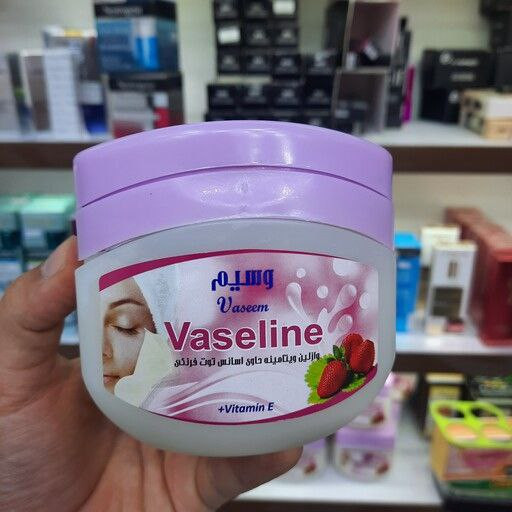 وسیم
Vaseem
Vaseline
وازلین ویتامینه حاوی اسانس توت فرنگی
+Vitamin E